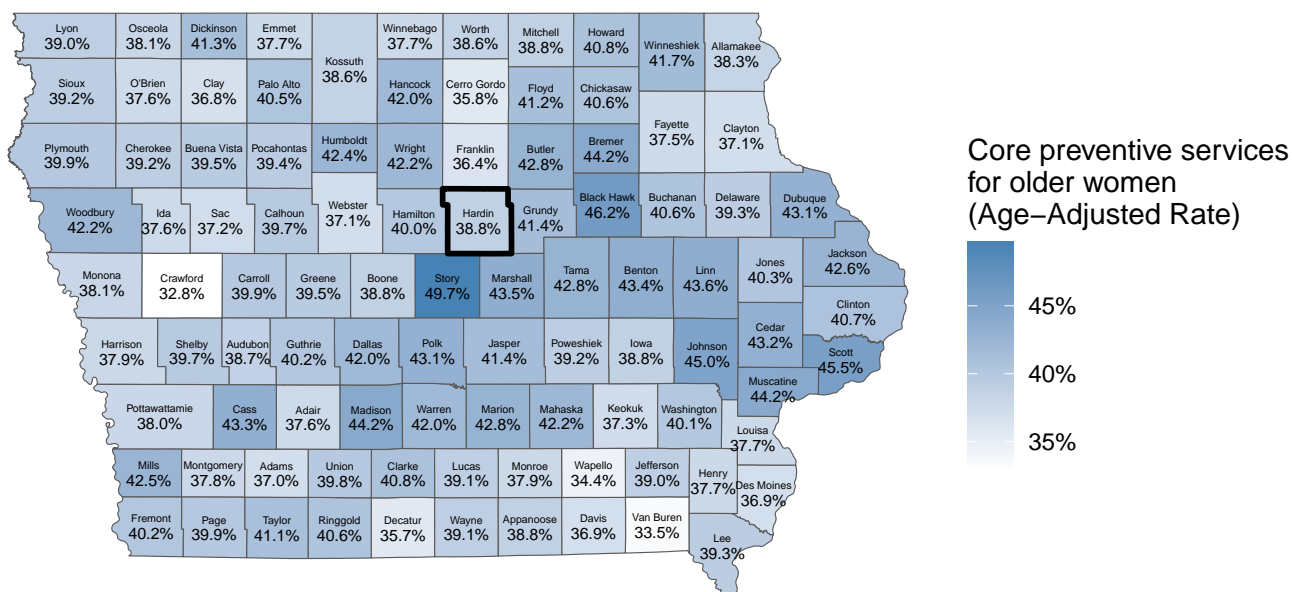 Lyon
39.0%
Osceola
38.1%
Dickinson
41.3%
Emmet
37.7%
Kossuth
38.6%
Winnebago
37.7%
Worth
38.6%
Mitchell
38.8%
Howard
40.8%
Winneshiek
41.7%
Allamakee
38.3%
Sioux
39.2%
O'Brien
37.6%
Clay
36.8%
Palo Alto
40.5%
Hancock
42.0%
Cerro Gordo
35.8%
Floyd
41.2%
Chickasaw
40.6%
Fayette
37.5%
Clayton
37.1%
Plymouth
39.9%
Cherokee
39.2%
Buena Vista
39.5%
Pocahontas
39.4%
Humboldt
42.4%
Wright
42.2%
Franklin
36.4%
Butler
42.8%
Bremer
44.2%
Woodbury
42.2%
Ida
37.6%
Sac
37.2%
Calhoun
39.7%
Webster
37.1%
Hamilton
40.0%
Hardin
38.8%
Grundy
41.4%
Black Hawk
46.2%
Buchanan
40.6%
Delaware
39.3%
Dubuque
43.1%
Monona
38.1%
Crawford
32.8%
Carroll
39.9%
Greene
39.5%
Boone
38.8%
Story
49.7%
Marshall
43.5%
Tama
42.8%
Benton
43.4%
Linn
43.6%
Jones
40.3%
Jackson
42.6%
Clinton
40.7%
Harrison
37.9%
Shelby
39.7%
Audubon
38.7%
Guthrie
40.2%
Dallas
42.0%
Polk
43.1%
Jasper
41.4%
Poweshiek
39.2%
Iowa
38.8%
Johnson
45.0%
Cedar
43.2%
Scott
45.5%
Muscatine
44.2%
Pottawattamie
38.0%
Cass
43.3%
Adair
37.6%
Madison
44.2%
Warren
42.0%
Marion
42.8%
Mahaska
42.2%
Keokuk
37.3%
Washington
40.1%
Louisa
37.7%
Mills
42.5%
Montgomery
37.8%
Adams
37.0%
Union
39.8%
Clarke
40.8%
Lucas
39.1%
Monroe
37.9%
Wapello
34.4%
Jefferson
39.0%
Henry
37.7%
Des Moines
36.9%
Fremont
40.2%
Page
39.9%
Taylor
41.1%
Ringgold
40.6%
Decatur
35.7%
Wayne
39.1%
Appanoose
38.8%
Davis
36.9%
Van Buren
33.5%
Lee
39.3%
Core preventive services
for older women
(Age–Adjusted Rate)
45%
40%
35%